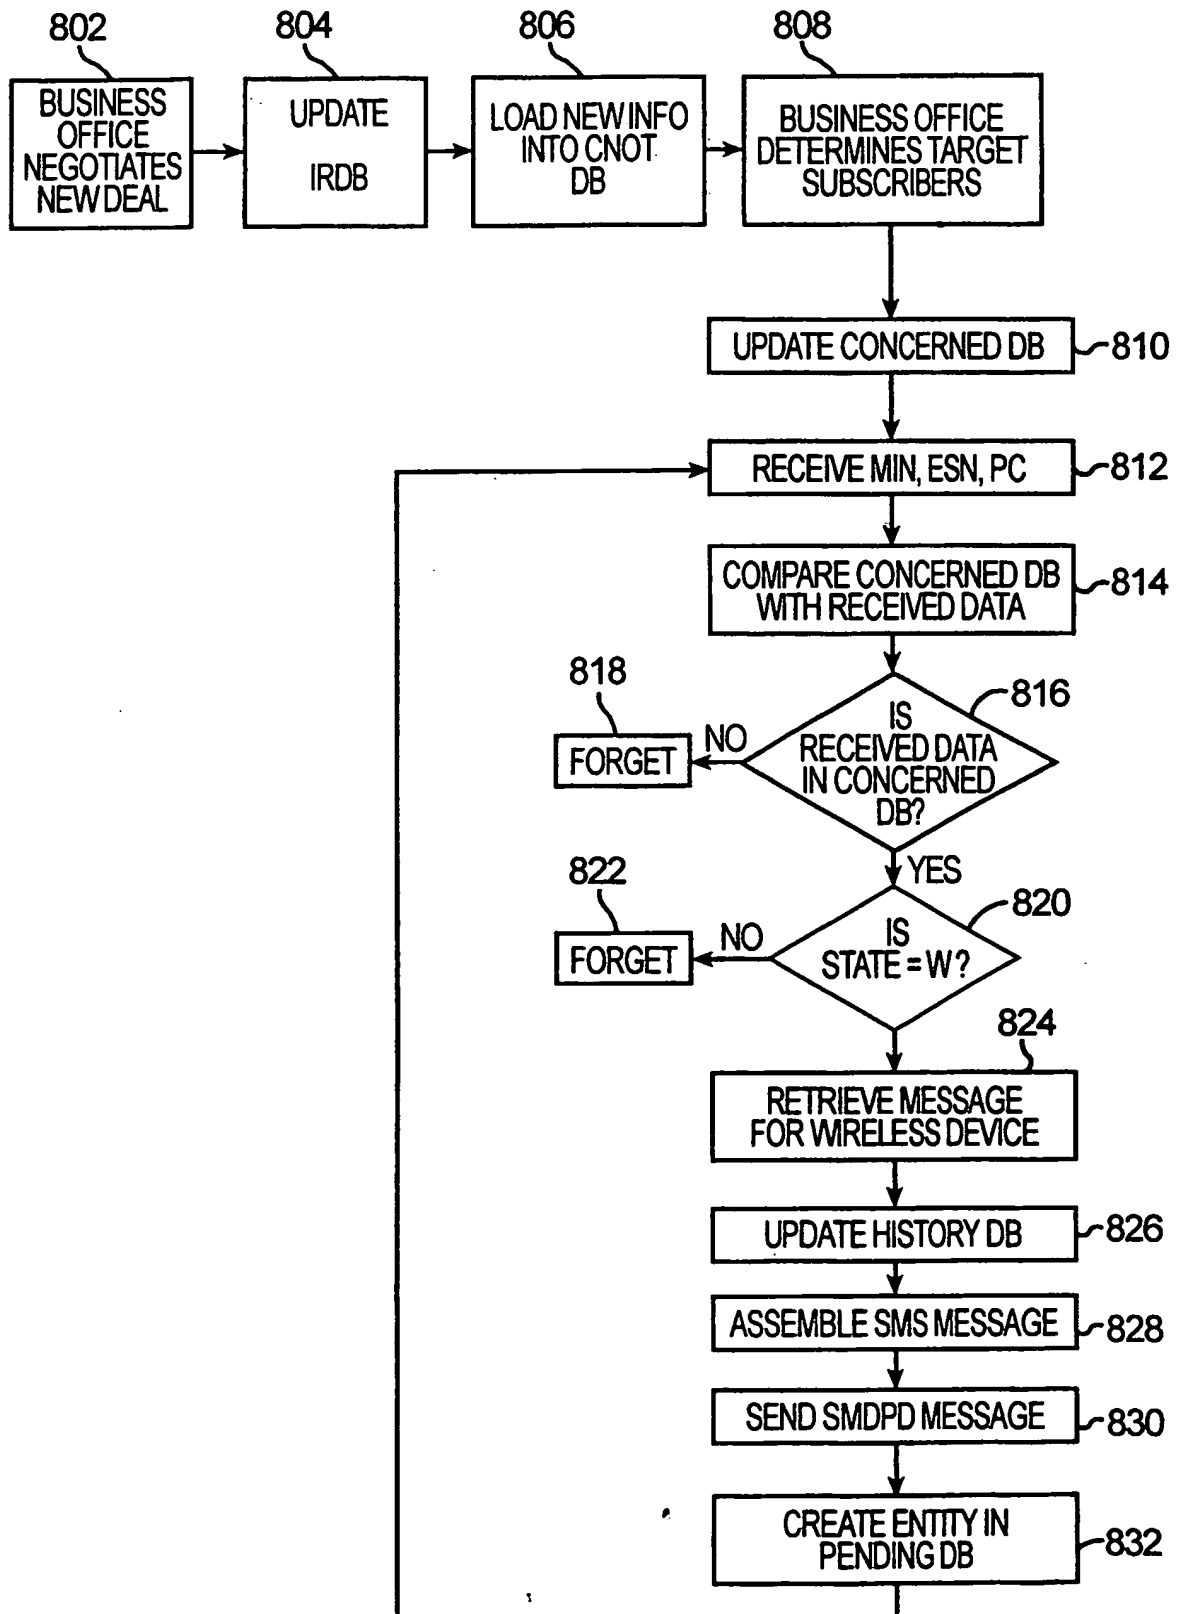 802
804
806
808
BUSINESS
OFFICE
NEGOTIATES
NEW DEAL
UPDATE
IRDB
LOAD NEW INFO
INTO CNOT
DB
BUSINESS OFFICE
DETERMINES TARGET
SUBSCRIBERS
UPDATE CONCERNED DB
810
RECEIVE MIN, ESN, PC
812
COMPARE CONCERNED DB
WITH RECEIVED DATA
814
818
816
FORGET
NO
IS
RECEIVED DATA
IN CONCERNED
DB?
YES
822
820
FORGET
NO
IS
STATE = W?
824
RETRIEVE MESSAGE
FOR WIRELESS DEVICE
UPDATE HISTORY DB
826
ASSEMBLE SMS MESSAGE
828
SEND SMDPD MESSAGE
830
CREATE ENTITY IN
PENDING DB
832